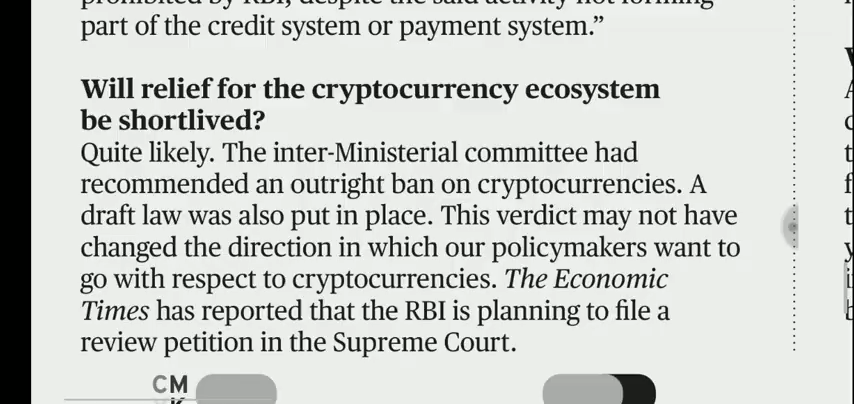 part of the credit system or payment system.”
Will relief for the cryptocurrency ecosystem
be shortlived?
Quite likely. The inter-Ministerial committee had
recommended an outright ban on cryptocurrencies. A
draft law was also put in place. This verdict may not have
changed the direction in which our policymakers want to
go with respect to cryptocurrencies. The Economic
Times has reported that the RBI is planning to file a
review petition in the Supreme Court.
CM